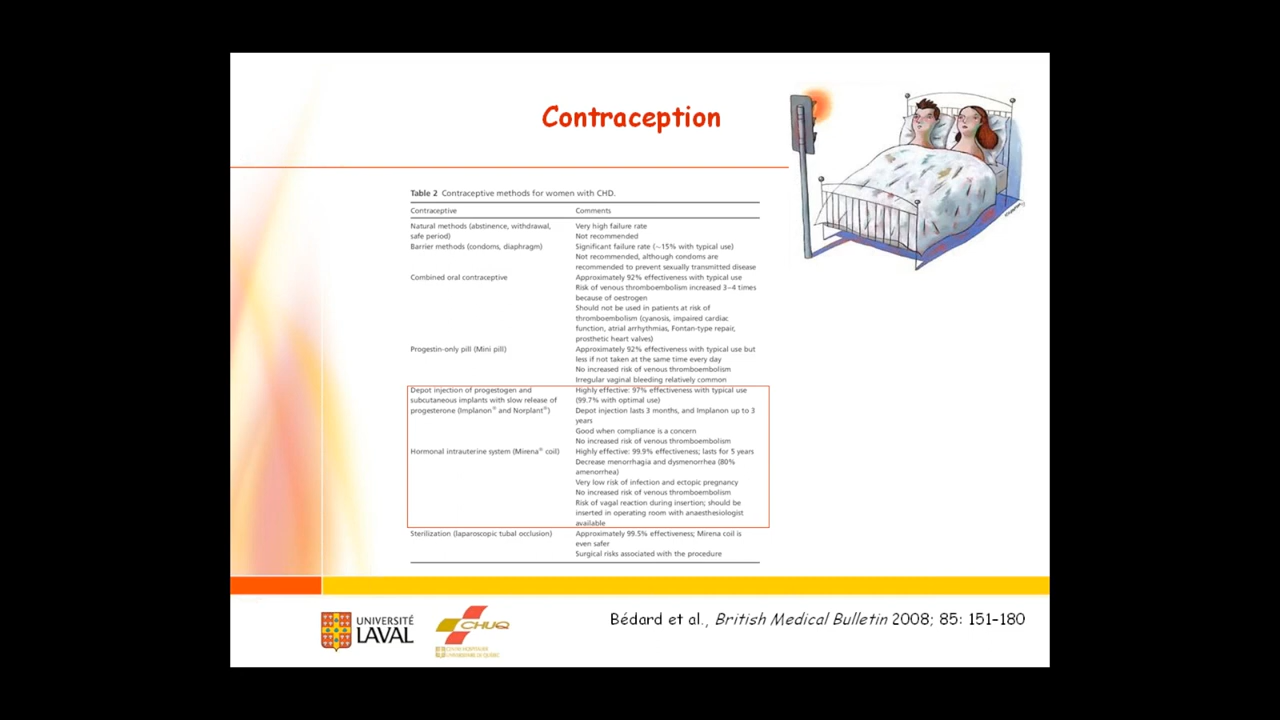 Contraception
Table 2 Contraceptive methods for women with CHD.
Contraceptive Comments
Natural methods (abstinence, withdrawal, Very high failure rate
safe period) Not recommended
Barrier methods (condoms, diaphragm) Significant failure rate (~15% with typical use)
Not recommended, although condoms are
recommended to prevent sexually transmitted disease
Combined oral contraceptive Approximately 92% effectiveness with typical use
Risk of venous thromboembolism increased 3–4 times
because of oestrogen
Should not be used in patients at risk of
thromboembolism (cyanosis, impaired cardiac
function, atrial arrhythmias, Fontan-type repair,
prosthetic heart valves)
Progestin-only pill (Mini pill) Approximately 92% effectiveness with typical use but
less if not taken at the same time every day
No increased risk of venous thromboembolism
Irregular vaginal bleeding relatively common
Depot injection of progestogen and Highly effective: 97% effectiveness with typical use
subcutaneous implants with slow release of (99.7% with optimal use)
progesterone (Implanon® and Norplant®) Depot injection lasts 3 months, and Implanon up to 3
years
Good when compliance is a concern
No increased risk of venous thromboembolism
Hormonal intrauterine system (Mirena® coil) Highly effective: 99.9% effectiveness; lasts for 5 years
Decrease menorrhagia and dysmenorrhea (80%
amenorrhea)
Very low risk of infection and ectopic pregnancy
No increased risk of venous thromboembolism
Risk of vagal reaction during insertion; should be
inserted in operating room with anaesthesiologist
available
Sterilization (laparoscopic tubal occlusion) Approximately 99.5% effectiveness; Mirena coil is
even safer
Surgical risks associated with the procedure
UNIVERSITÉ
LAVAL
CHUQ
CENTRE HOSPITALIER
UNIVERSITAIRE DE QUÉBEC
Bédard et al., British Medical Bulletin 2008; 85: 151-180